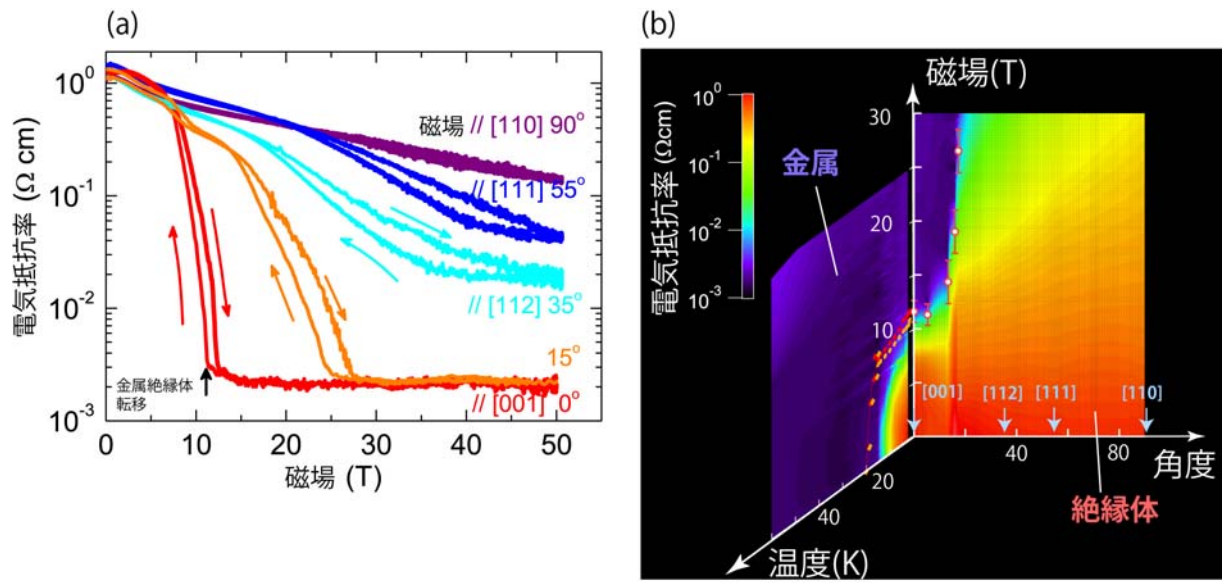 (a)
電気抵抗率 (Ω cm)
10⁰
10⁻¹
10⁻²
10⁻³
磁場 // [110] 90°
// [111] 55°
// [112] 35°
15°
// [001] 0°
金属絶縁体
転移
0 10 20 30 40 50
磁場 (T)
(b)
磁場(T)
電気抵抗率 (Ωcm)
10⁰
10⁻¹
10⁻²
10⁻³
金属
30
20
10
[001] [112] [111] [110]
40 80
角度
20
40
温度(K)
絶縁体